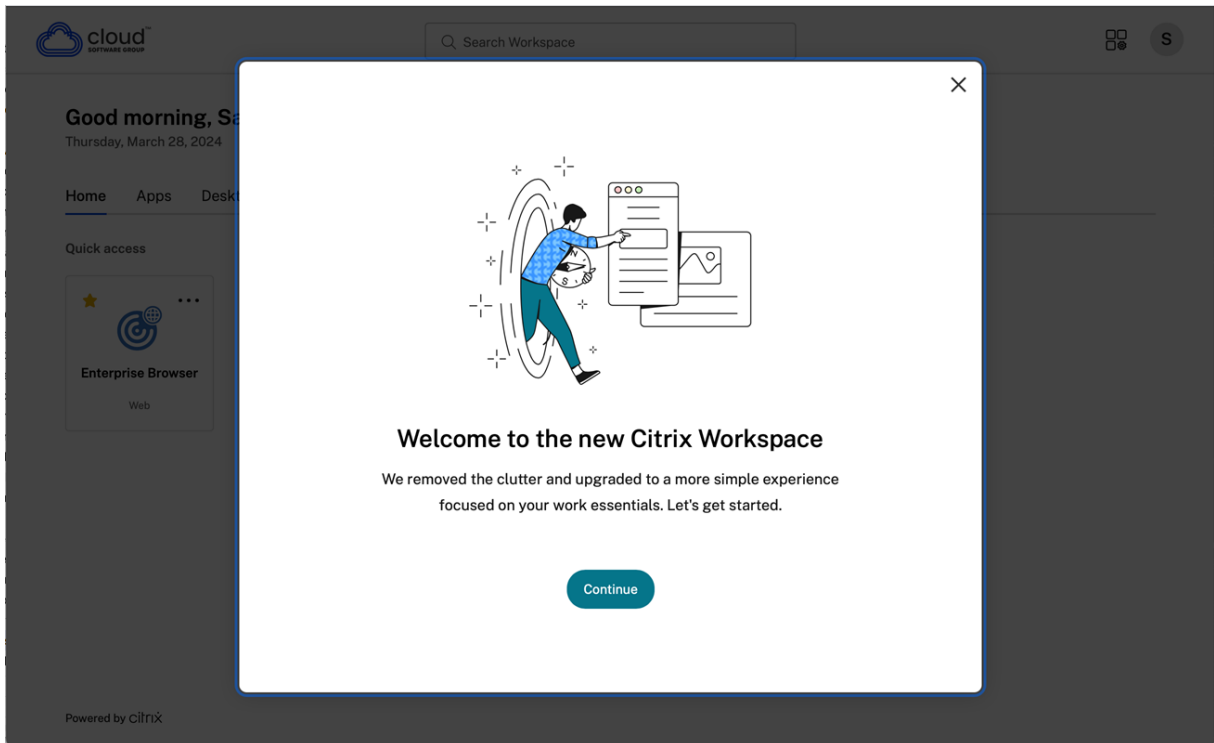 cloud™
SOFTWARE GROUP
Search Workspace
S
Good morning, Sa
Thursday, March 28, 2024
Home Apps Deskt
Quick access
Enterprise Browser
Web
N
S
Welcome to the new Citrix Workspace
We removed the clutter and upgraded to a more simple experience
focused on your work essentials. Let's get started.
Continue
Powered by citrix